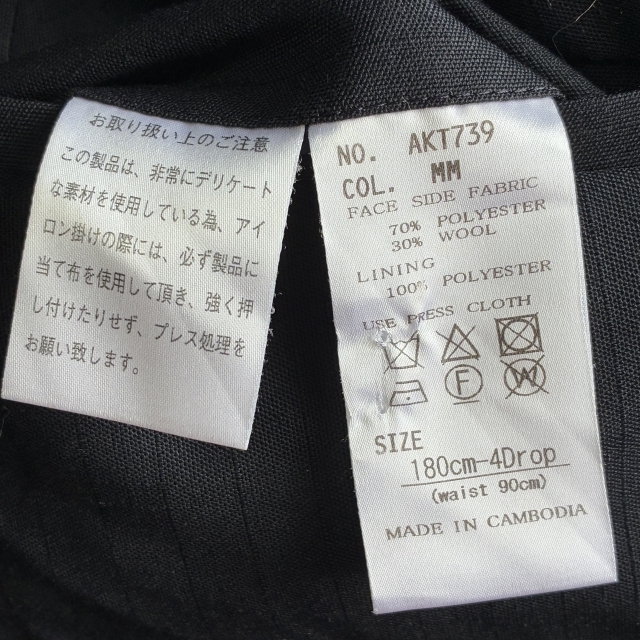 お取り扱い上のご注意
この製品は、非常にデリケート
な素材を使用している為、アイ
ロン掛けの際には、必ず製品に
当て布を使用して頂き、強く押
し付けたりせず、プレス処理を
お願い致します。
NO. AKT739
COL. MM
FACE SIDE FABRIC
70% POLYESTER
30% WOOL
LINING
100% POLYESTER
USE PRESS CLOTH
F W
SIZE
180cm-4Drop
(waist 90cm)
MADE IN CAMBODIA